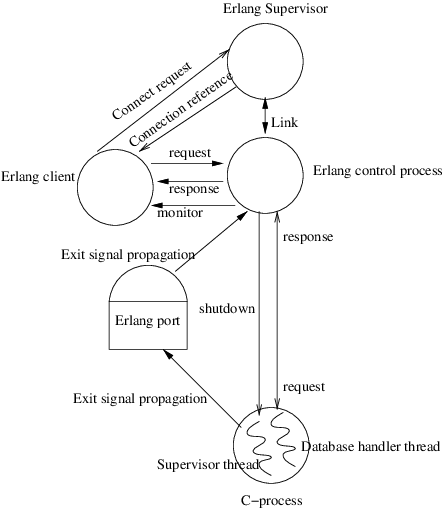 Erlang Supervisor
Connect request
Connection reference
Link
Erlang client
request
response
monitor
Erlang control process
Exit signal propagation
response
Erlang port
shutdown
request
Exit signal propagation
Database handler thread
Supervisor thread
C−process